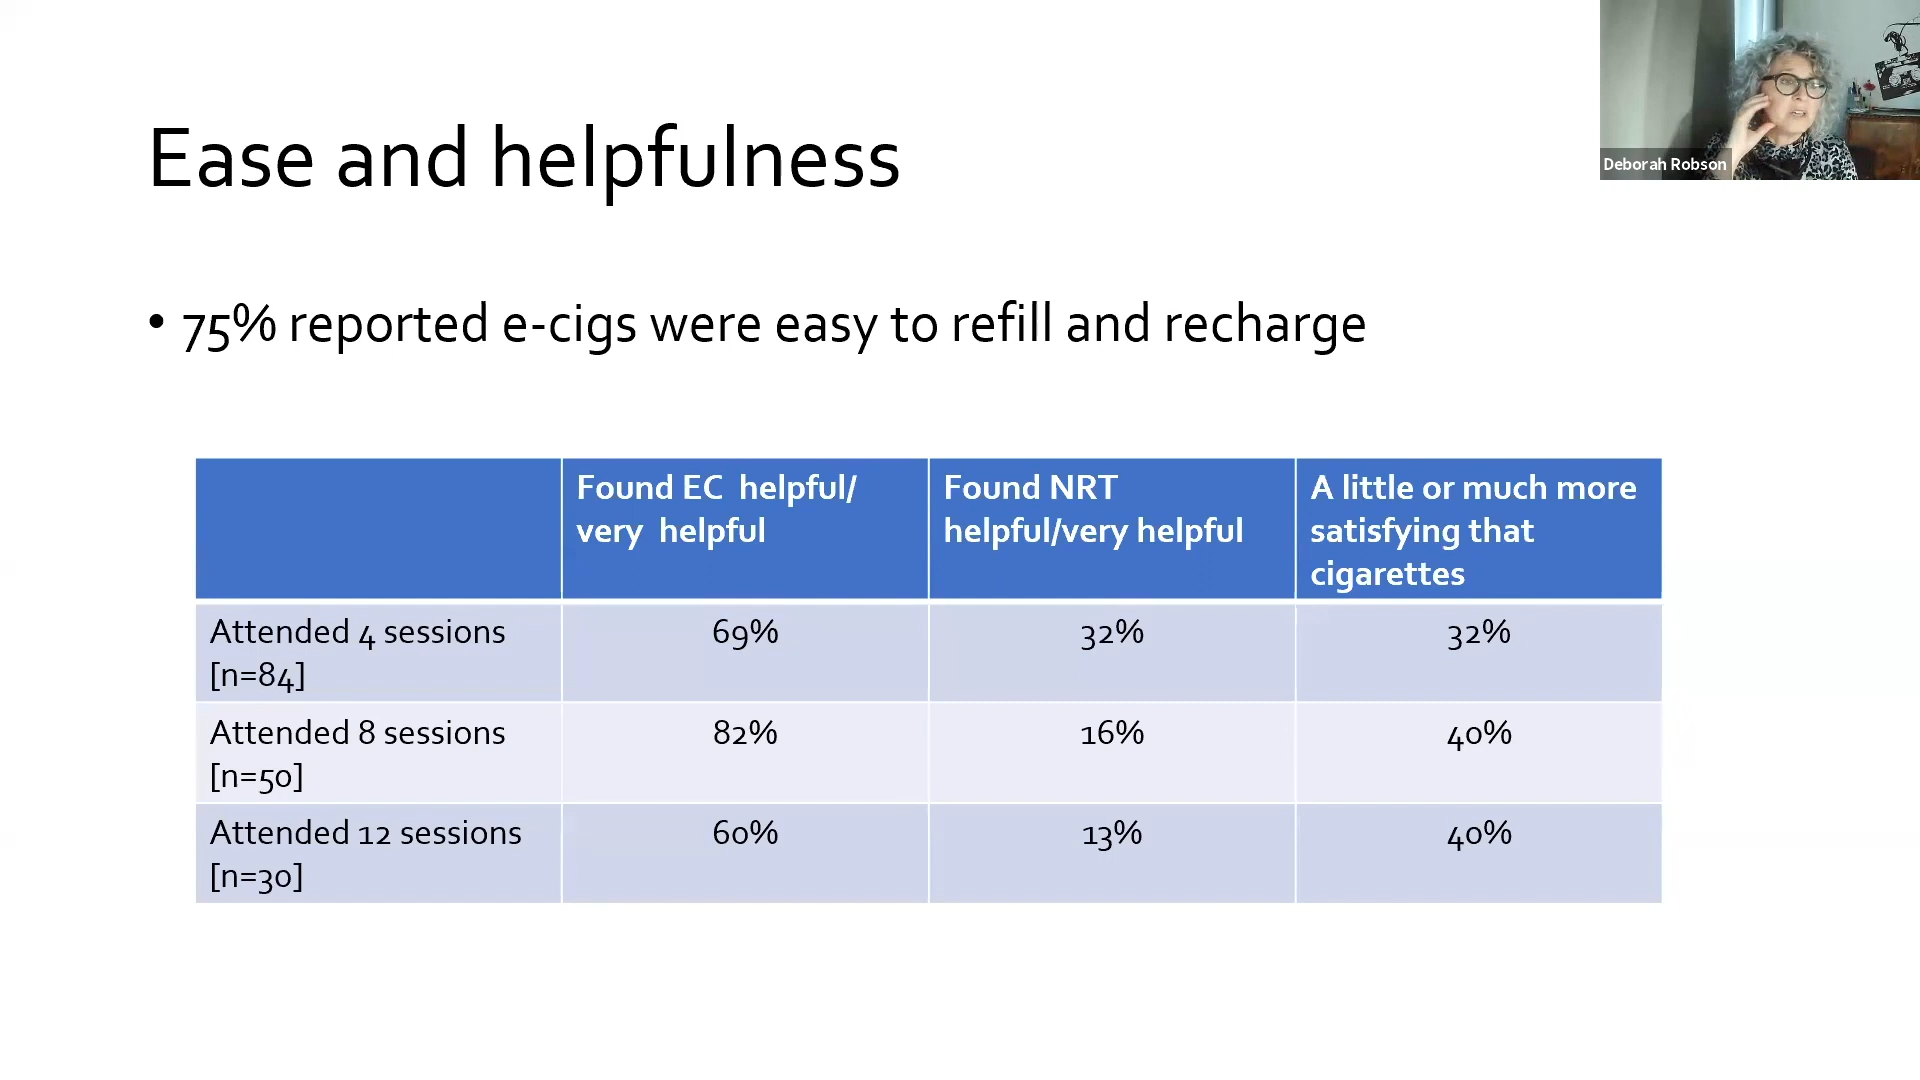 Ease and helpfulness
Deborah Robson
• 75% reported e-cigs were easy to refill and recharge
Found EC  helpful/
very  helpful
Found NRT
helpful/very helpful
A little or much more
satisfying that
cigarettes
Attended 4 sessions
[n=84]
69%
32%
32%
Attended 8 sessions
[n=50]
82%
16%
40%
Attended 12 sessions
[n=30]
60%
13%
40%